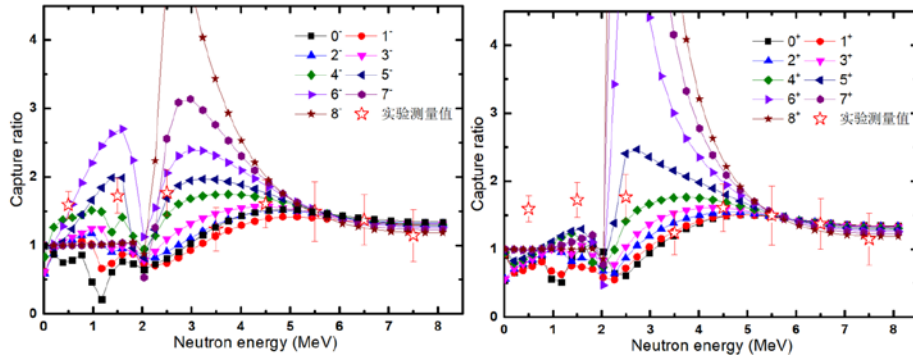 Capture ratio
4
3
2
1
0
0 1 2 3 4 5 6 7 8
Neutron energy (MeV)
0⁻ 1⁻
2⁻ 3⁻
4⁻ 5⁻
6⁻ 7⁻
8⁻ 实验测量值
Capture ratio
4
3
2
1
0
0 1 2 3 4 5 6 7 8
Neutron energy (MeV)
0⁺ 1⁺
2⁺ 3⁺
4⁺ 5⁺
6⁺ 7⁺
8⁺ 实验测量值